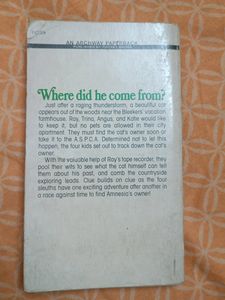 AN ARCHWAY PAPERBACK
Where did he come from?
Just after a raging thunderstorm, a beautiful cat
appears out of the woods near the Bleekers' vacation
farmhouse. Ray, Trina, Angus, and Katie would like
to keep it, but no pets are allowed in their city
apartment. They must find the cat's owner soon or
take it to the A.S.P.C.A. Determined not to let this
happen, the four kids set out to track down the cat's
owner.
With the valuable help of Ray's tape recorder, they
pool their wits to see what the cat himself can tell
them about his past, and comb the countryside
exploring leads. Clue builds on clue as the four
sleuths have one exciting adventure after another in
a race against time to find Amnesia's owner!